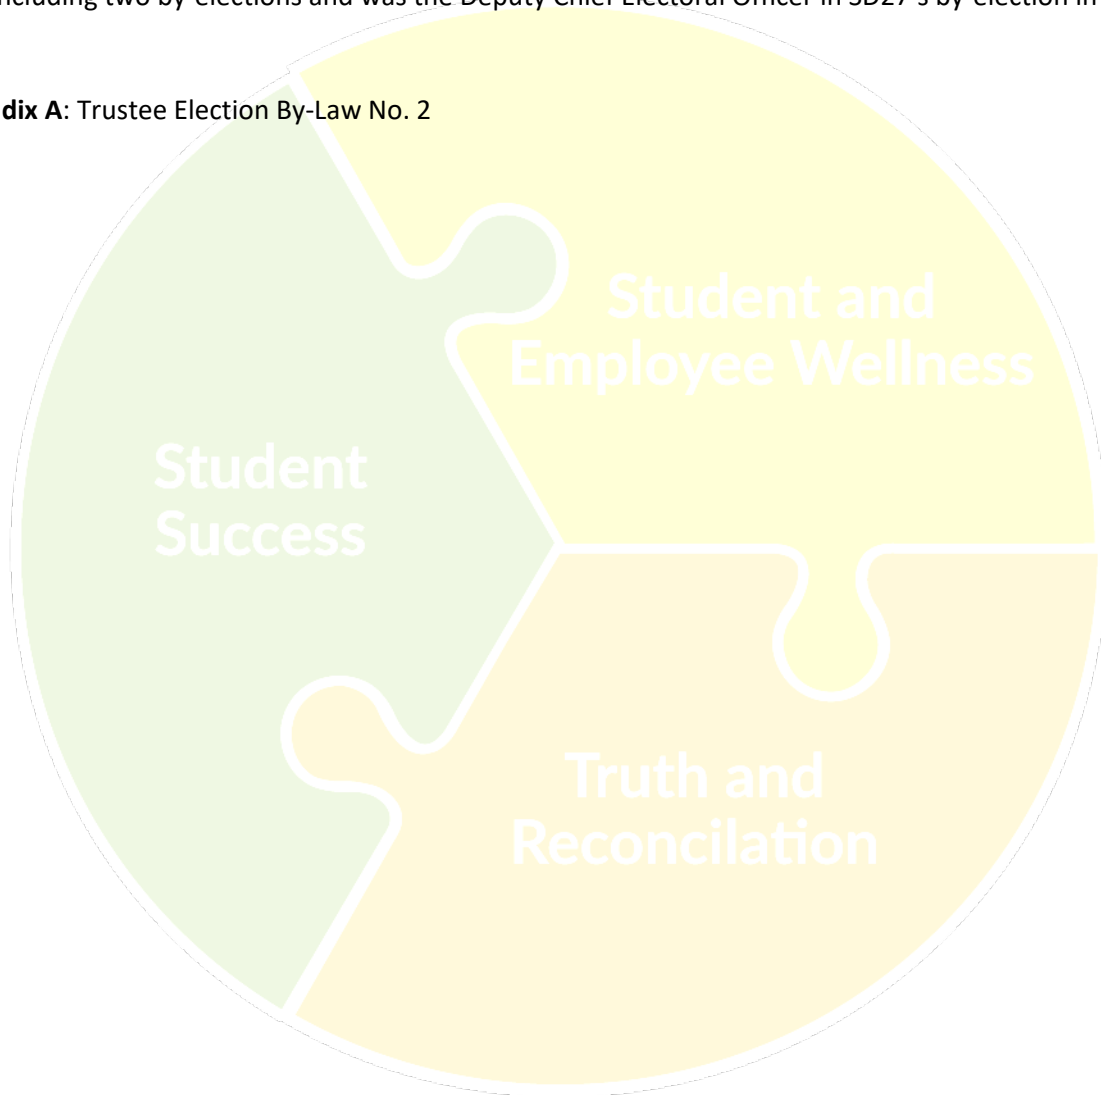 including two by-elections and was the Deputy Chief Electoral Officer in SD27's by-election in
dix A: Trustee Election By-Law No. 2
Student and
Employee Wellness
Student
Success
Truth and
Reconcilation